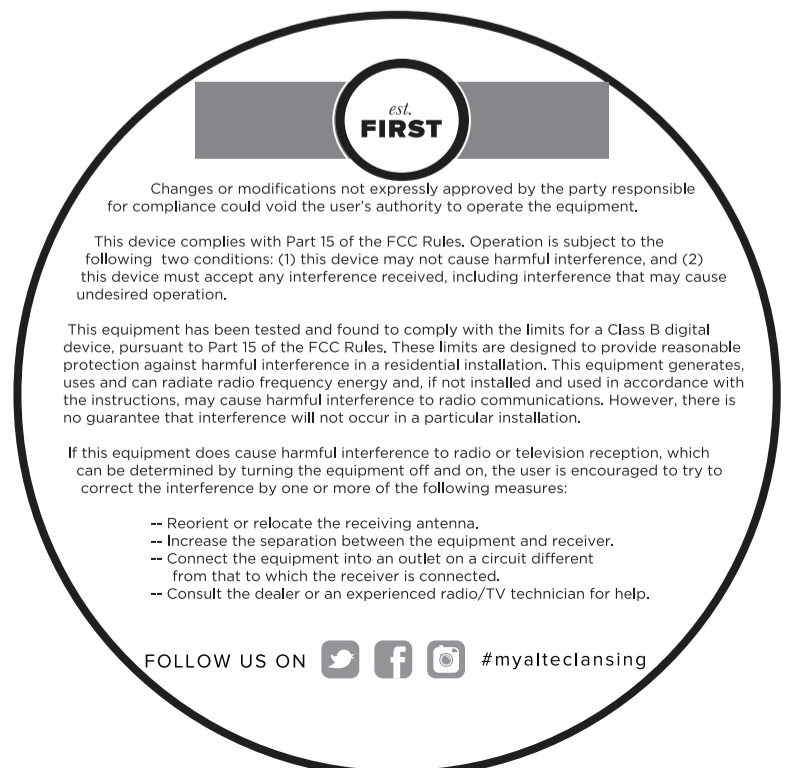 est.
FIRST
Changes or modifications not expressly approved by the party responsible
for compliance could void the user's authority to operate the equipment.
This device complies with Part 15 of the FCC Rules. Operation is subject to the
following two conditions: (1) this device may not cause harmful interference, and (2)
this device must accept any interference received, including interference that may cause
undesired operation.
This equipment has been tested and found to comply with the limits for a Class B digital
device, pursuant to Part 15 of the FCC Rules. These limits are designed to provide reasonable
protection against harmful interference in a residential installation. This equipment generates,
uses and can radiate radio frequency energy and, if not installed and used in accordance with
the instructions, may cause harmful interference to radio communications. However, there is
no guarantee that interference will not occur in a particular installation.
If this equipment does cause harmful interference to radio or television reception, which
can be determined by turning the equipment off and on, the user is encouraged to try to
correct the interference by one or more of the following measures:
-- Reorient or relocate the receiving antenna.
-- Increase the separation between the equipment and receiver.
-- Connect the equipment into an outlet on a circuit different
from that to which the receiver is connected.
-- Consult the dealer or an experienced radio/TV technician for help.
FOLLOW US ON #myalteclansing